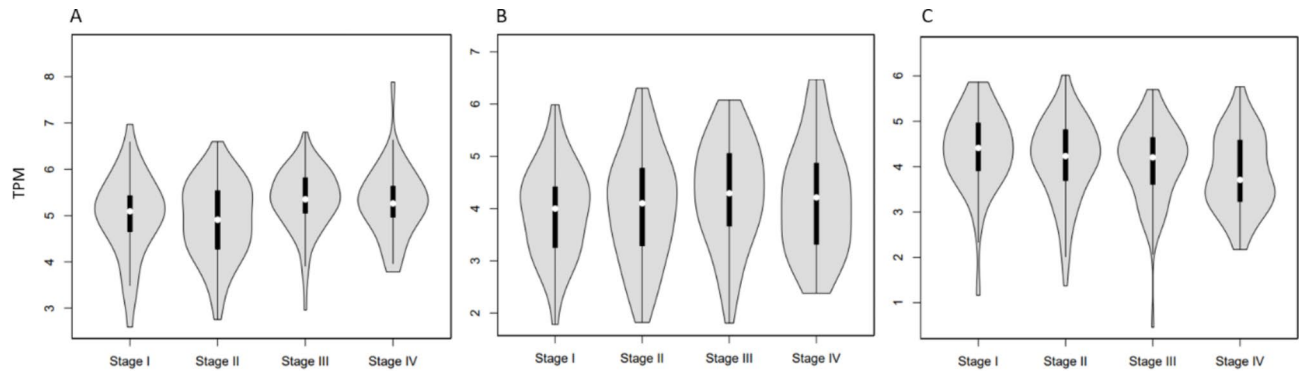 A
B
C
TPM
8
7
6
5
4
3
Stage I
Stage II
Stage III
Stage IV
7
6
5
4
3
2
Stage I
Stage II
Stage III
Stage IV
6
5
4
3
2
1
Stage I
Stage II
Stage III
Stage IV